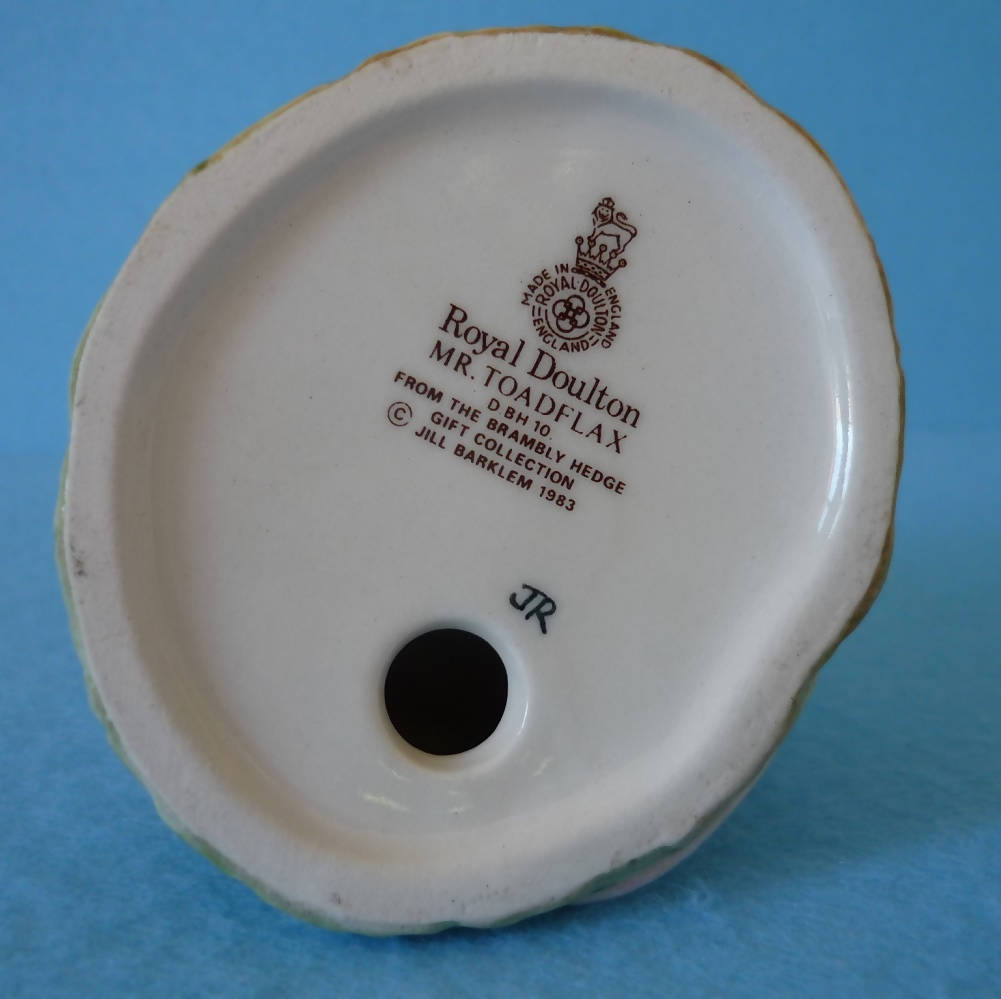 MADE IN ENGLAND
ROYAL DOULTON
ENGLAND
Royal Doulton
MR. TOADFLAX
D BH 10.
FROM THE BRAMBLY HEDGE
GIFT COLLECTION
© JILL BARKLEM 1983
JR